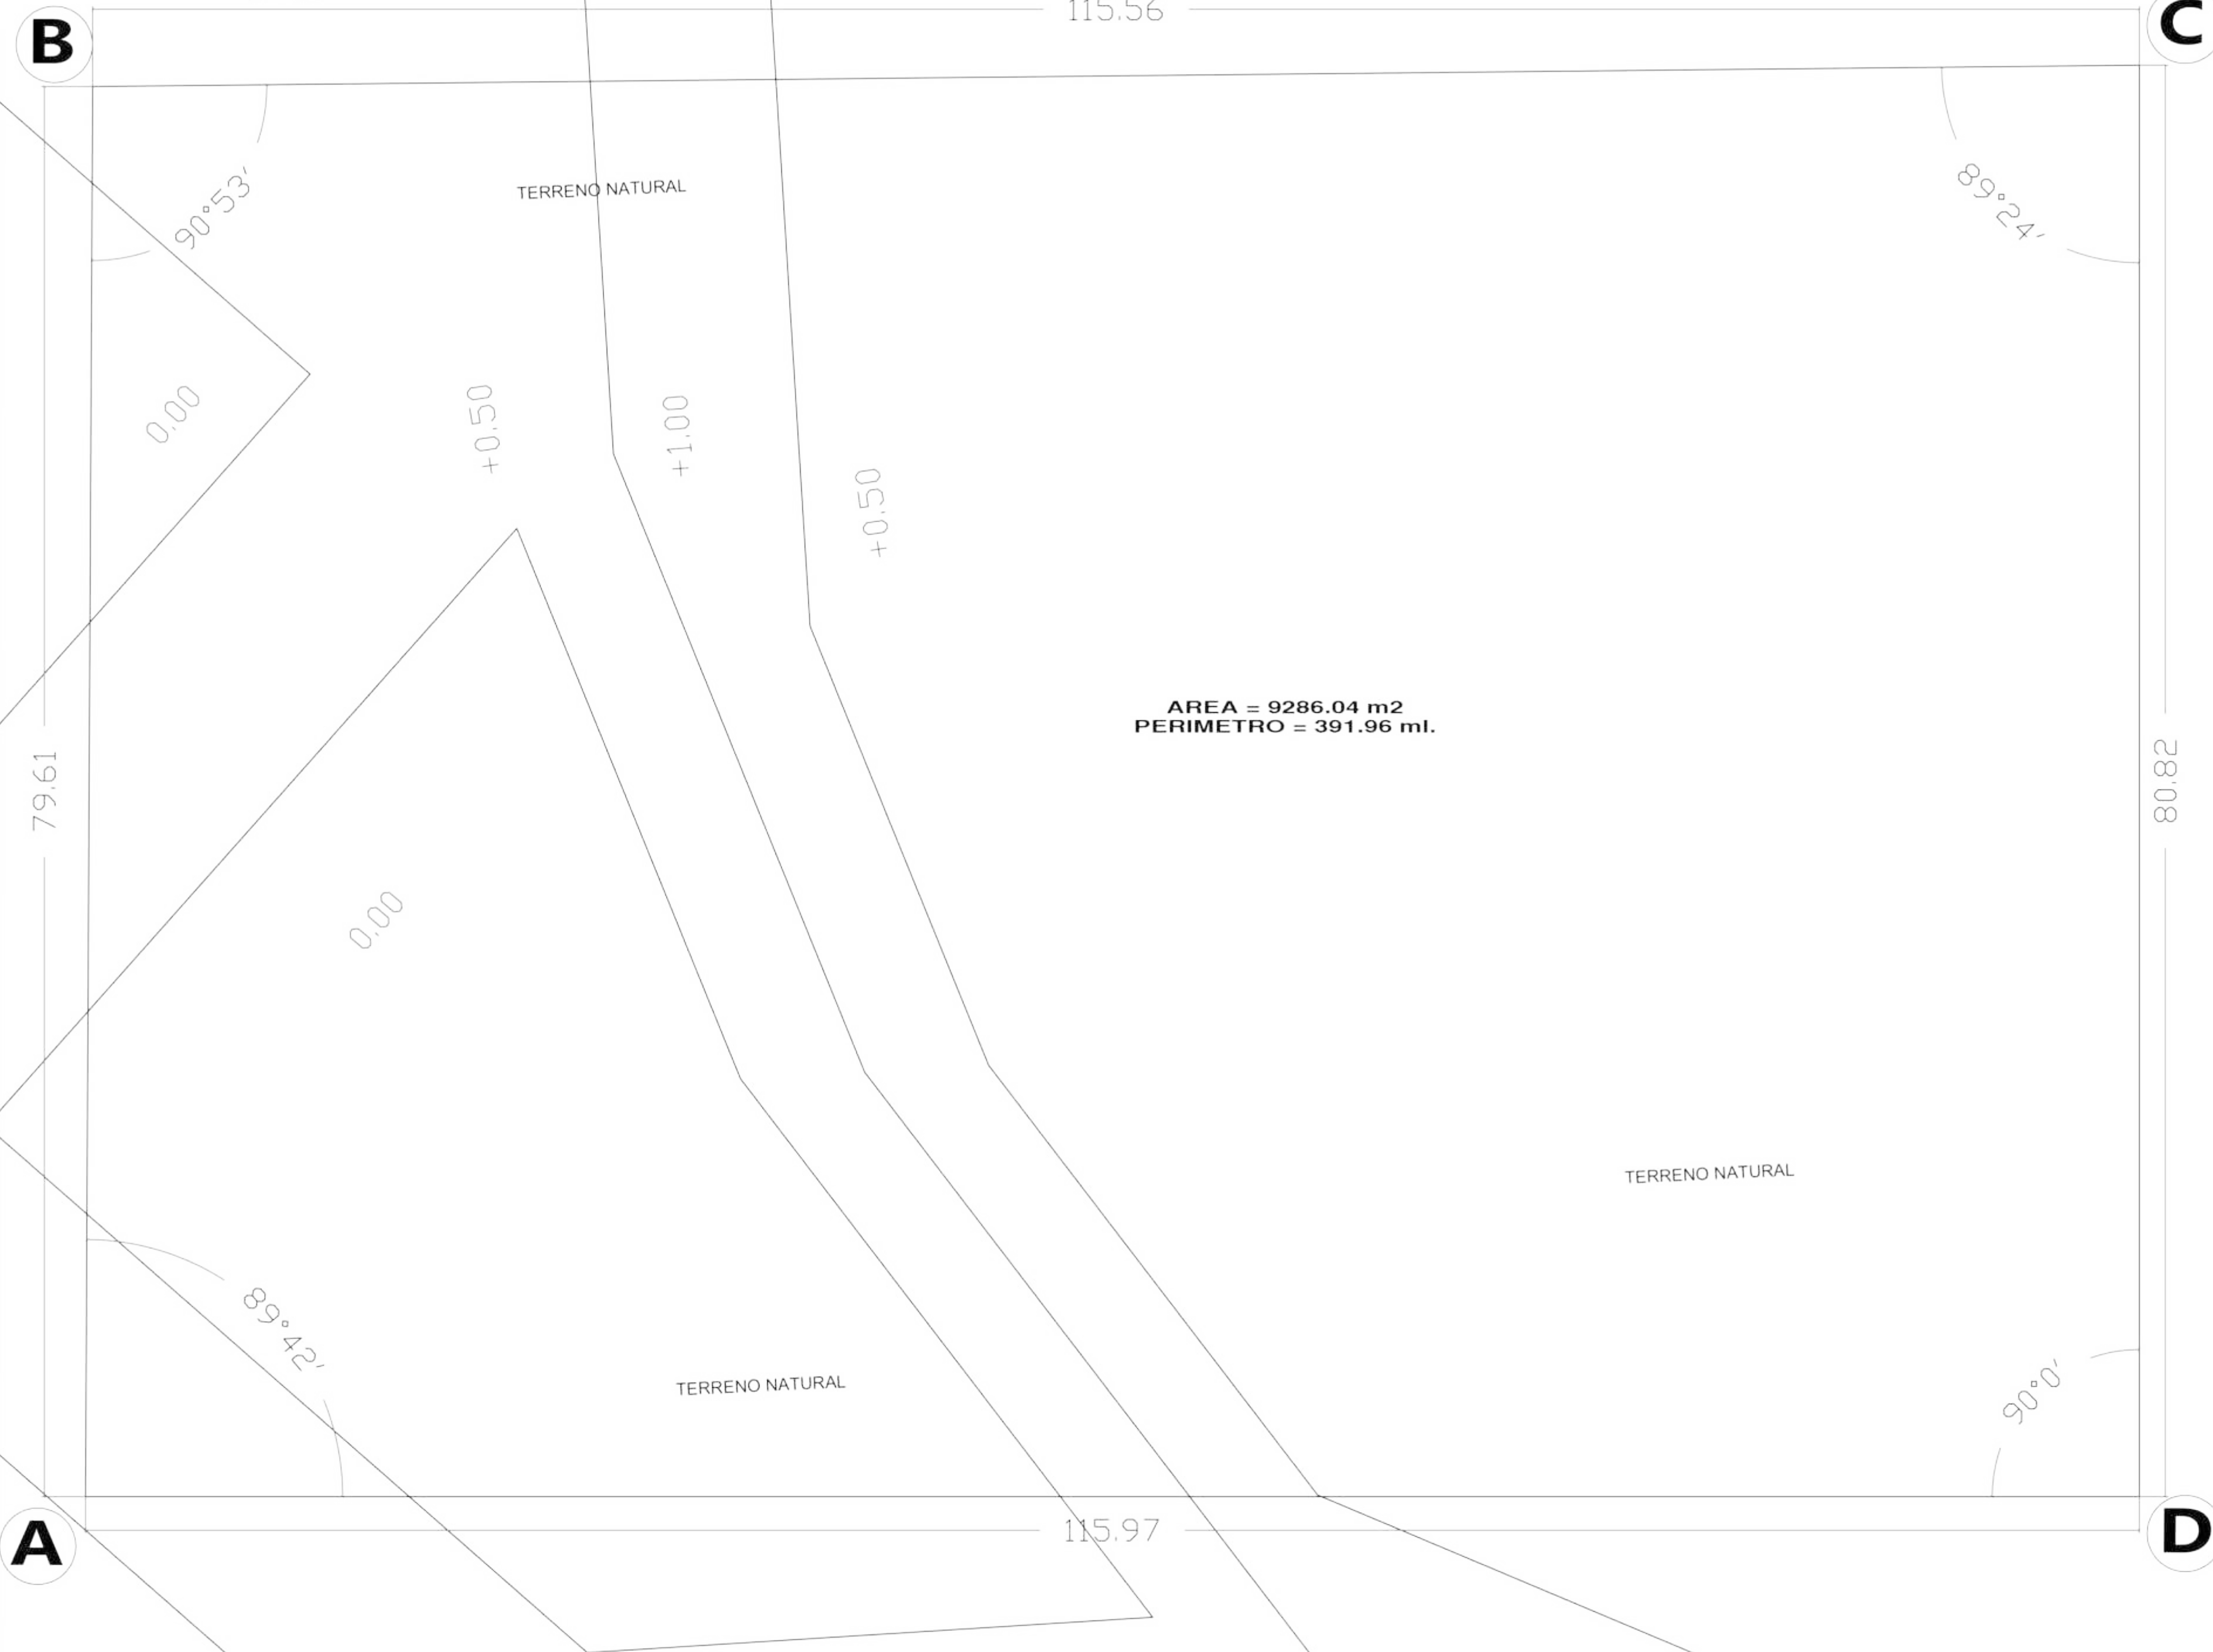 B
115.56
C
90°53'
TERRENO NATURAL
89°24'
0.00
+0.50
+1.00
+0.50
AREA = 9286.04 m2
PERIMETRO = 391.96 ml.
79.61
80.82
0.00
TERRENO NATURAL
89°42'
TERRENO NATURAL
90°0'
A
115.97
D